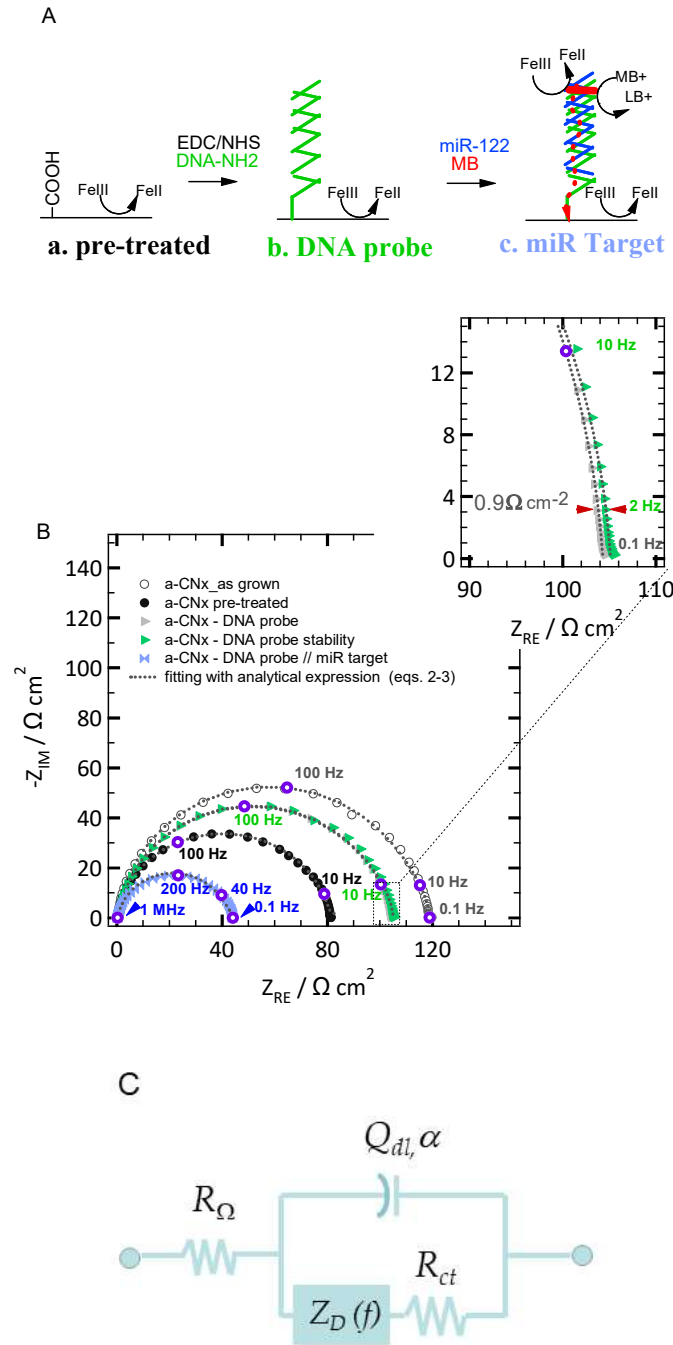 A
FeIII
FeII
MB+
LB+
–COOH
EDC/NHS
DNA-NH2
miR-122
MB
FeIII
FeII
FeIII
FeII
FeIII
FeII
a. pre-treated
b. DNA probe
c. miR Target
12
8
4
0
10 Hz
0.9Ω cm-2
2 Hz
0.1 Hz
90
100
110
ZRE / Ω cm2
B
140
120
100
80
60
40
20
0
-ZIM / Ω cm2
a-CNx_as grown
a-CNx pre-treated
a-CNx - DNA probe
a-CNx - DNA probe stability
a-CNx - DNA probe // miR target
fitting with analytical expression (eqs. 2-3)
100 Hz
100 Hz
100 Hz
200 Hz
40 Hz
10 Hz
10 Hz
10 Hz
1 MHz
0.1 Hz
0.1 Hz
0
40
80
120
ZRE / Ω cm2
C
Qdl, α
RΩ
Rct
ZD (f)